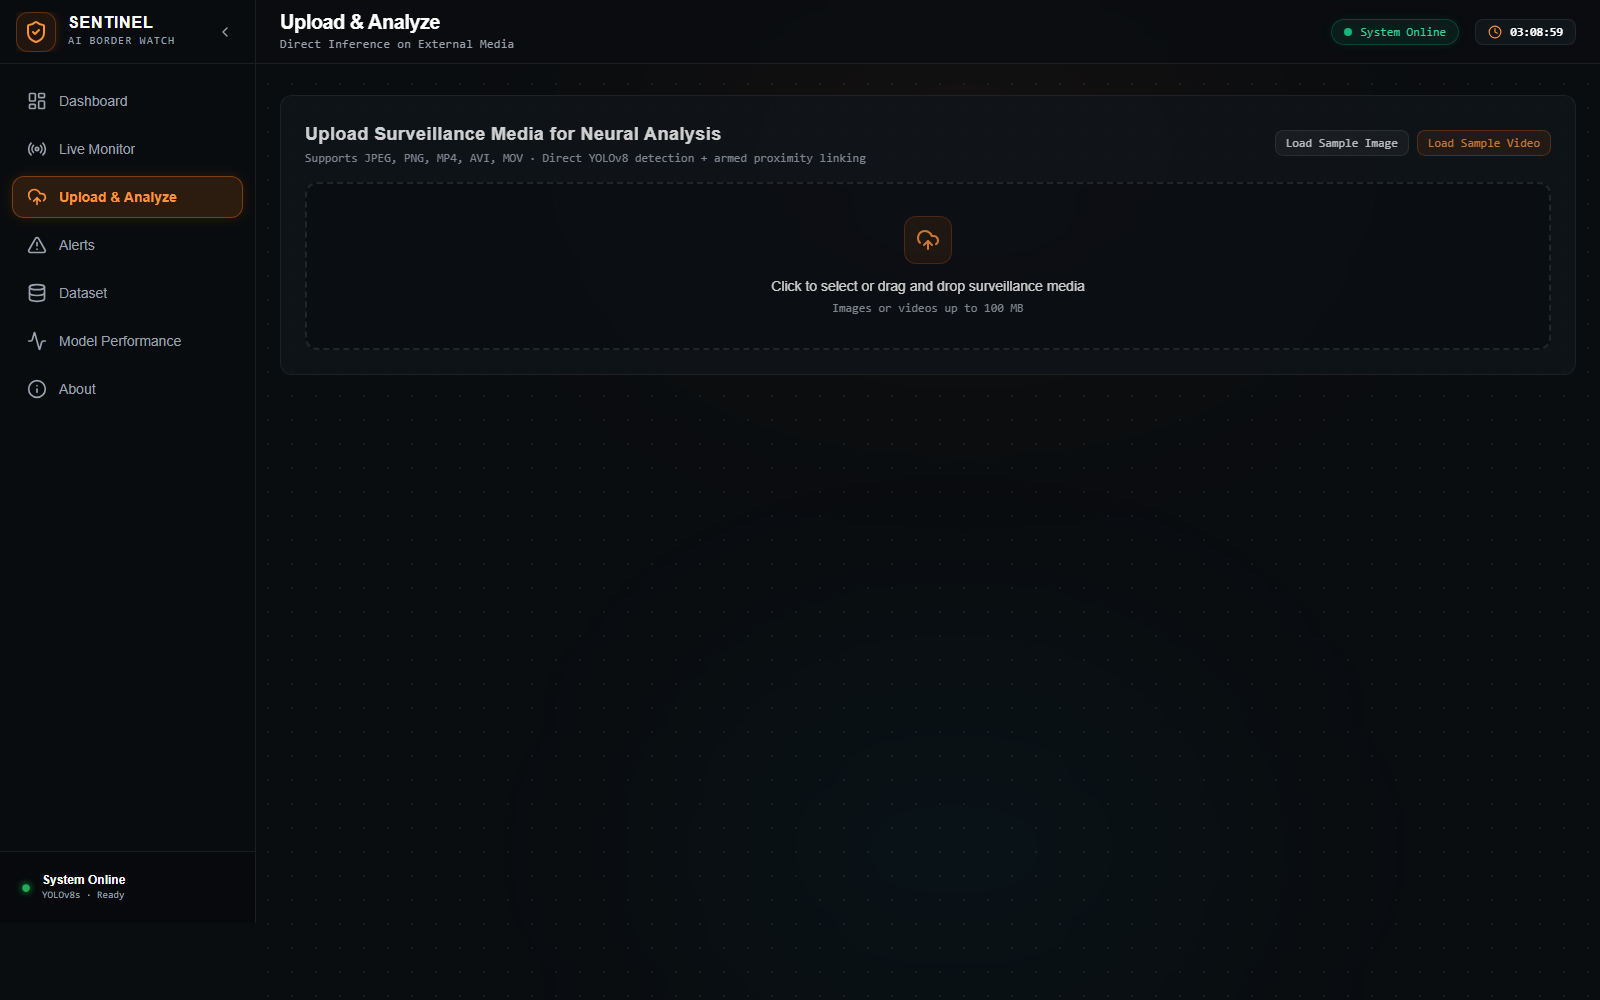 SENTINEL
AI BORDER WATCH
Upload & Analyze
Direct Inference on External Media
System Online
03:08:59
Dashboard
Live Monitor
Upload & Analyze
Alerts
Dataset
Model Performance
About
Upload Surveillance Media for Neural Analysis
Supports JPEG, PNG, MP4, AVI, MOV · Direct YOLOv8 detection + armed proximity linking
Load Sample Image
Load Sample Video
Click to select or drag and drop surveillance media
Images or videos up to 100 MB
System Online
YOLOv8s · Ready